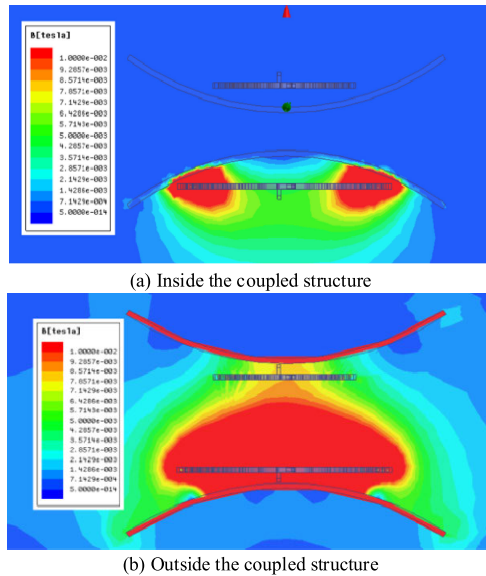 B[tesla]
1.0000e-002
9.2857e-003
8.5714e-003
7.8571e-003
7.1429e-003
6.4286e-003
5.7143e-003
5.0000e-003
4.2857e-003
3.5714e-003
2.8571e-003
2.1429e-003
1.4286e-003
7.1429e-004
5.0000e-014
(a) Inside the coupled structure
B[tesla]
1.0000e-002
9.2857e-003
8.5714e-003
7.8571e-003
7.1429e-003
6.4286e-003
5.7143e-003
5.0000e-003
4.2857e-003
3.5714e-003
2.8571e-003
2.1429e-003
1.4286e-003
7.1429e-004
5.0000e-014
(b) Outside the coupled structure